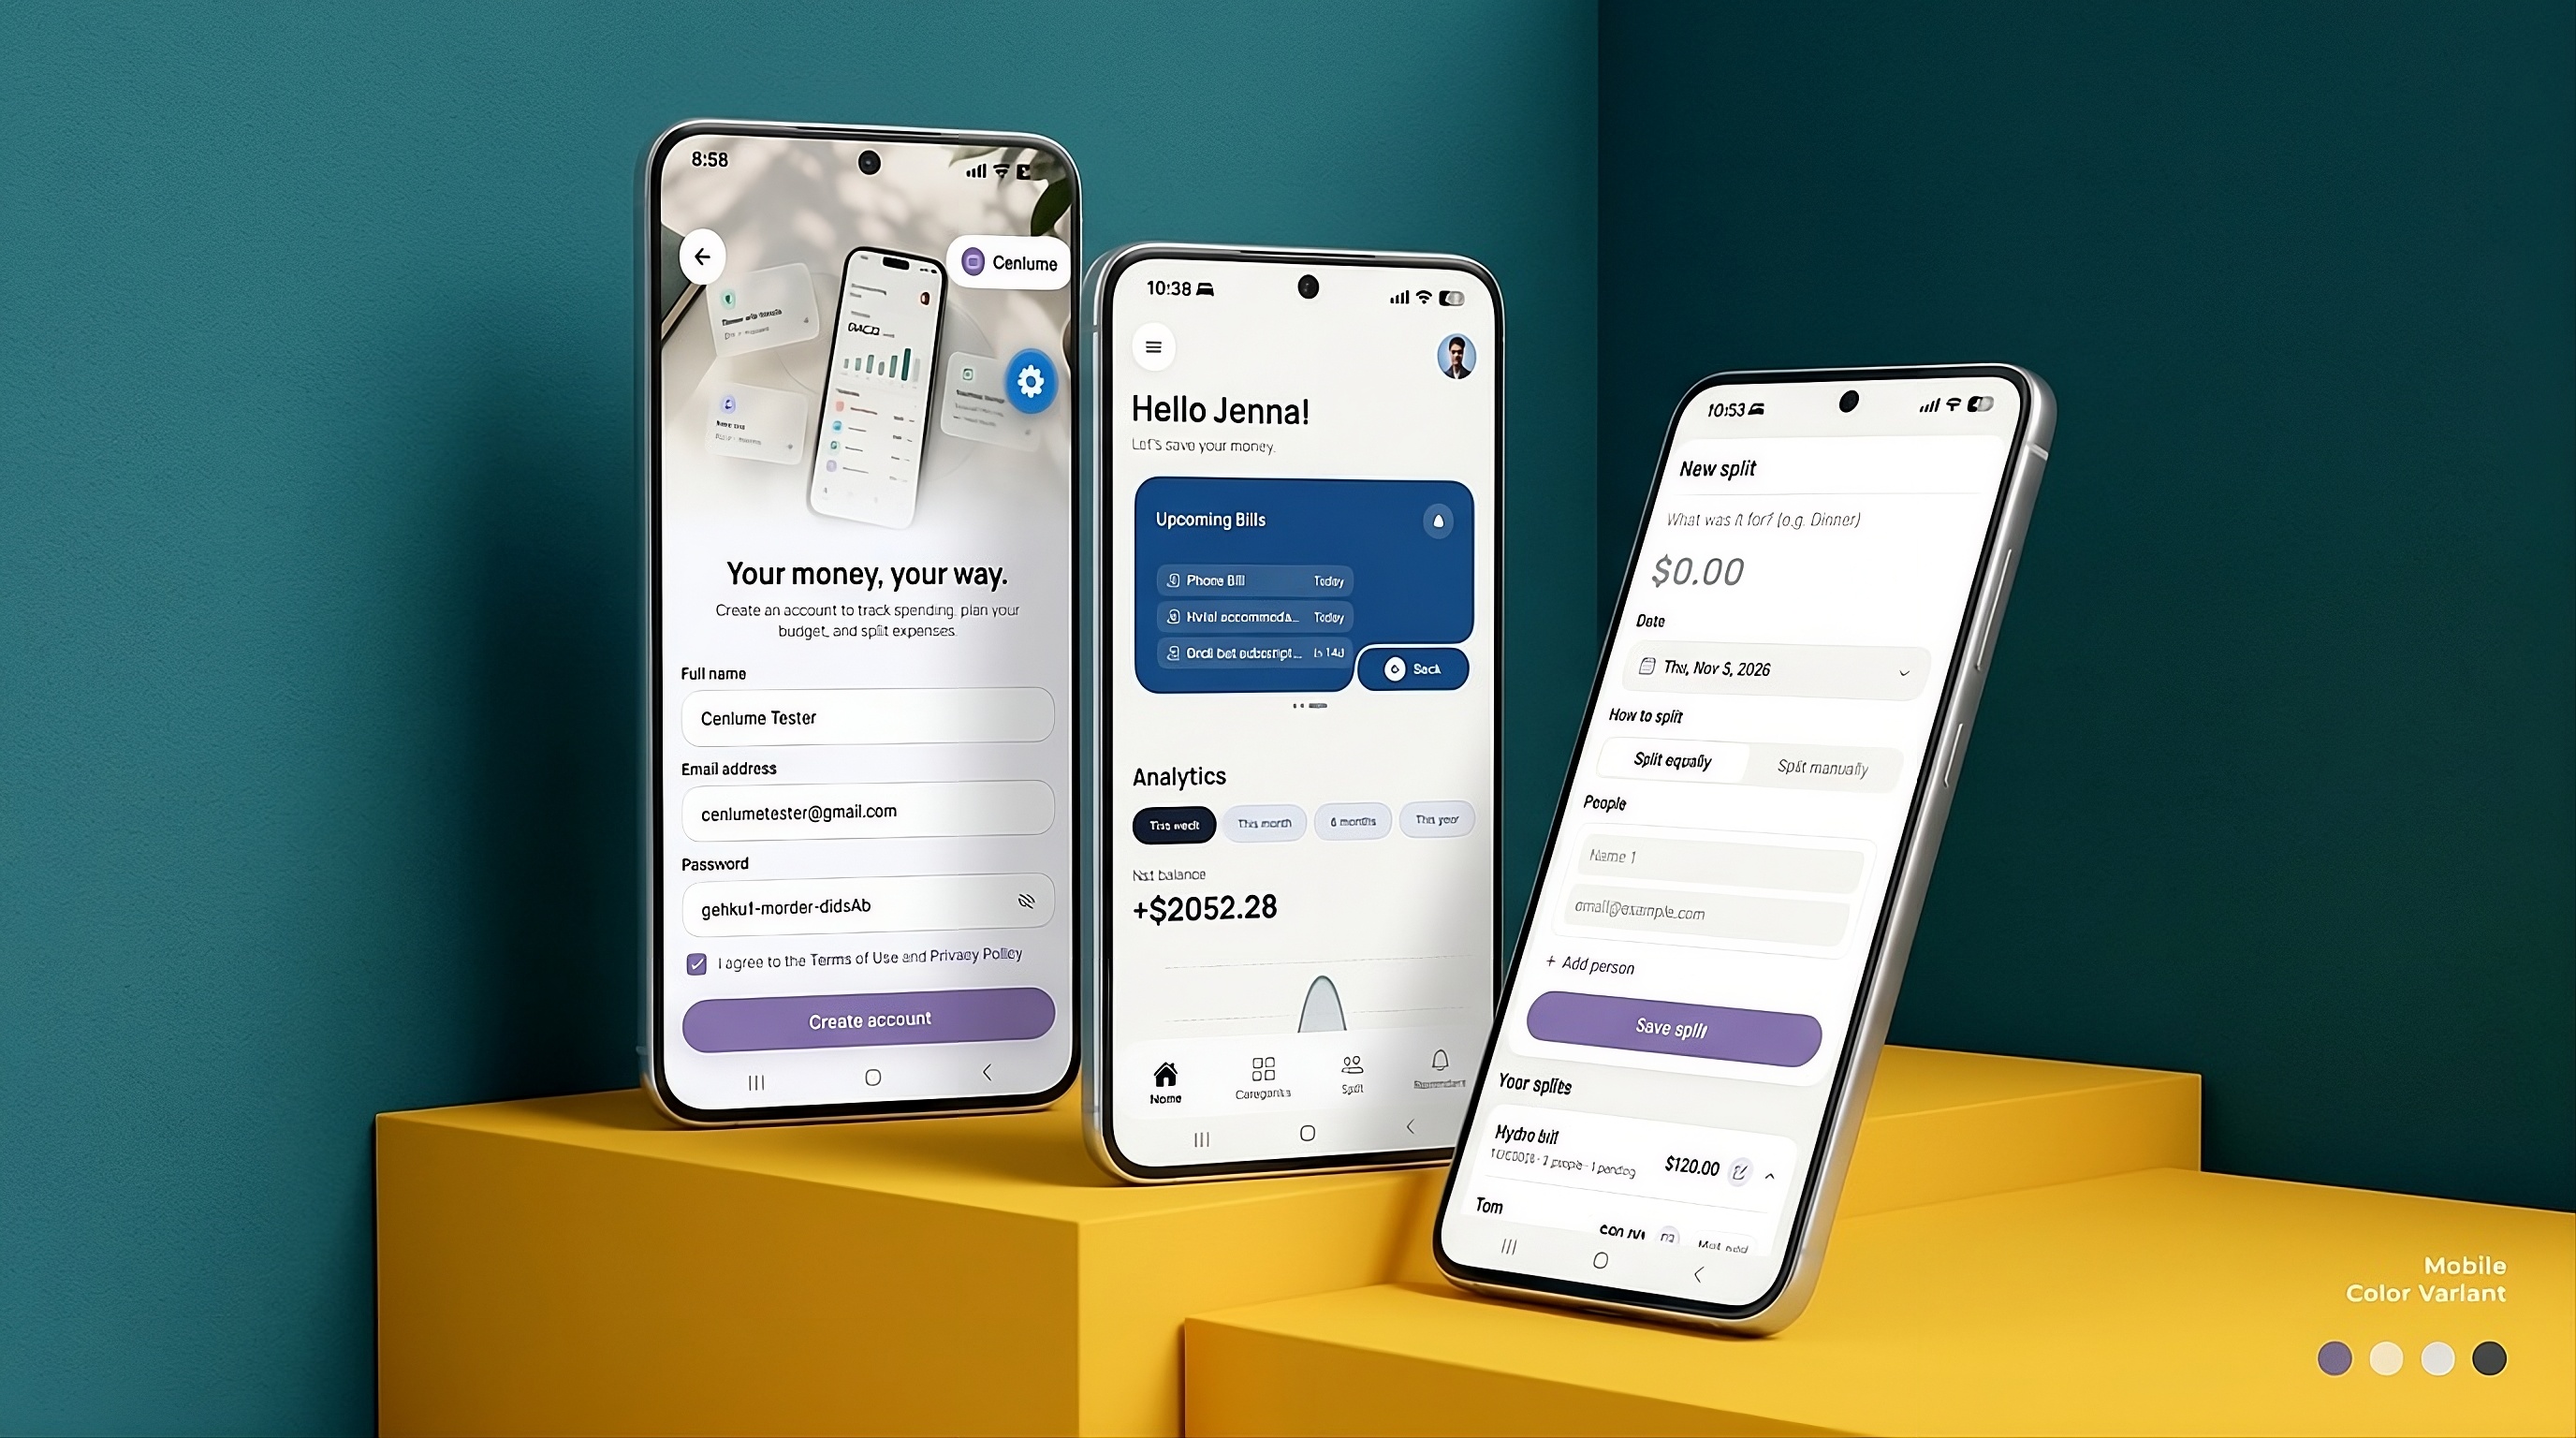 8:58
Cenlume
Your money, your way.
Create an account to track spending, plan your
budget, and split expenses.
Full name
Cenlume Tester
Email address
cenlumetester@gmail.com
Password
gehku1-morder-didsAb
I agree to the Terms of Use and Privacy Policy
Create account
10:38
Hello Jenna!
Let's save your money.
Upcoming Bills
Phone Bill Today
Today
Analytics
This week This month 6 months This year
Net balance
+$2052.28
Home
Split
10:53
New split
What was it for? (e.g. Dinner)
$0.00
Date
Thu, Nov 5, 2026
How to split
Split equally Split manually
People
Name 1
email@example.com
+ Add person
Save split
Your splits
Hydro bill
$120.00
Tom
Mobile
Color Varlant